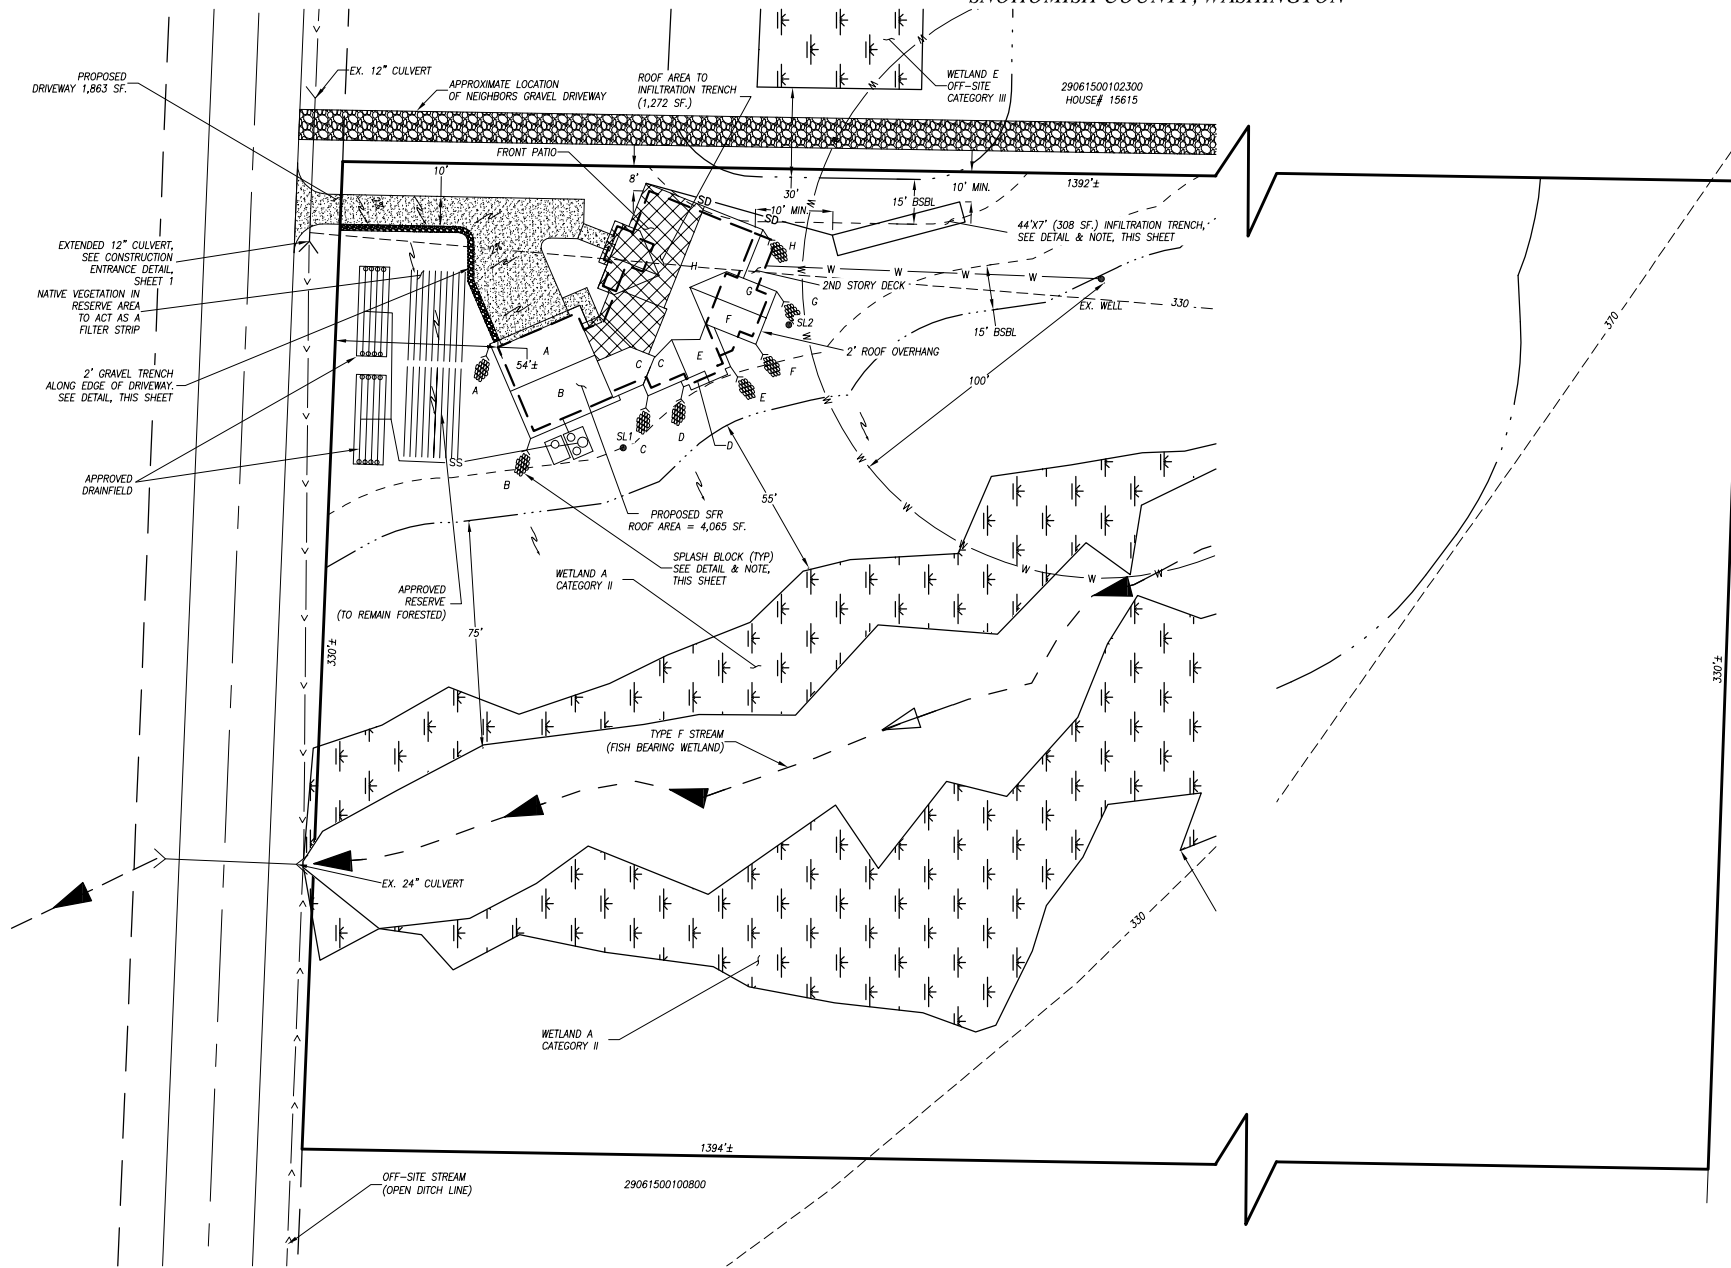 SNOHOMISH COUNTY, WASHINGTON
PROPOSED
DRIVEWAY 1,863 SF.
EX. 12" CULVERT
APPROXIMATE LOCATION
OF NEIGHBORS GRAVEL DRIVEWAY
ROOF AREA TO
INFILTRATION TRENCH
(1,272 SF.)
WETLAND E
OFF-SITE
CATEGORY III
29061500102300
HOUSE# 15615
W
W
W
FRONT PATIO
10'
8'
30'
10' MIN.
15' BSBL
10' MIN.
1392'±
SD
SD
W
44'X7' (308 SF.) INFILTRATION TRENCH,
SEE DETAIL & NOTE, THIS SHEET
EXTENDED 12" CULVERT,
SEE CONSTRUCTION
ENTRANCE DETAIL,
SHEET 1
NATIVE VEGETATION IN
RESERVE AREA
TO ACT AS A
FILTER STRIP
2%
H
H
W
W
W
W
W
2ND STORY DECK
G
G
F
SL2
EX. WELL
330
370
15' BSBL
W
2' ROOF OVERHANG
2' GRAVEL TRENCH
ALONG EDGE OF DRIVEWAY.
SEE DETAIL, THIS SHEET
54'±
A
A
B
C
C
E
F
E
D
D
100'
W
W
APPROVED
DRAINFIELD
SS
SL1
C
B
55'
W
W
W
W
W
PROPOSED SFR
ROOF AREA = 4,065 SF.
SPLASH BLOCK (TYP)
SEE DETAIL & NOTE,
THIS SHEET
WETLAND A
CATEGORY II
APPROVED
RESERVE
(TO REMAIN FORESTED)
75'
330'±
330'±
TYPE F STREAM
(FISH BEARING WETLAND)
EX. 24" CULVERT
330
WETLAND A
CATEGORY II
1394'±
OFF-SITE STREAM
(OPEN DITCH LINE)
29061500100800